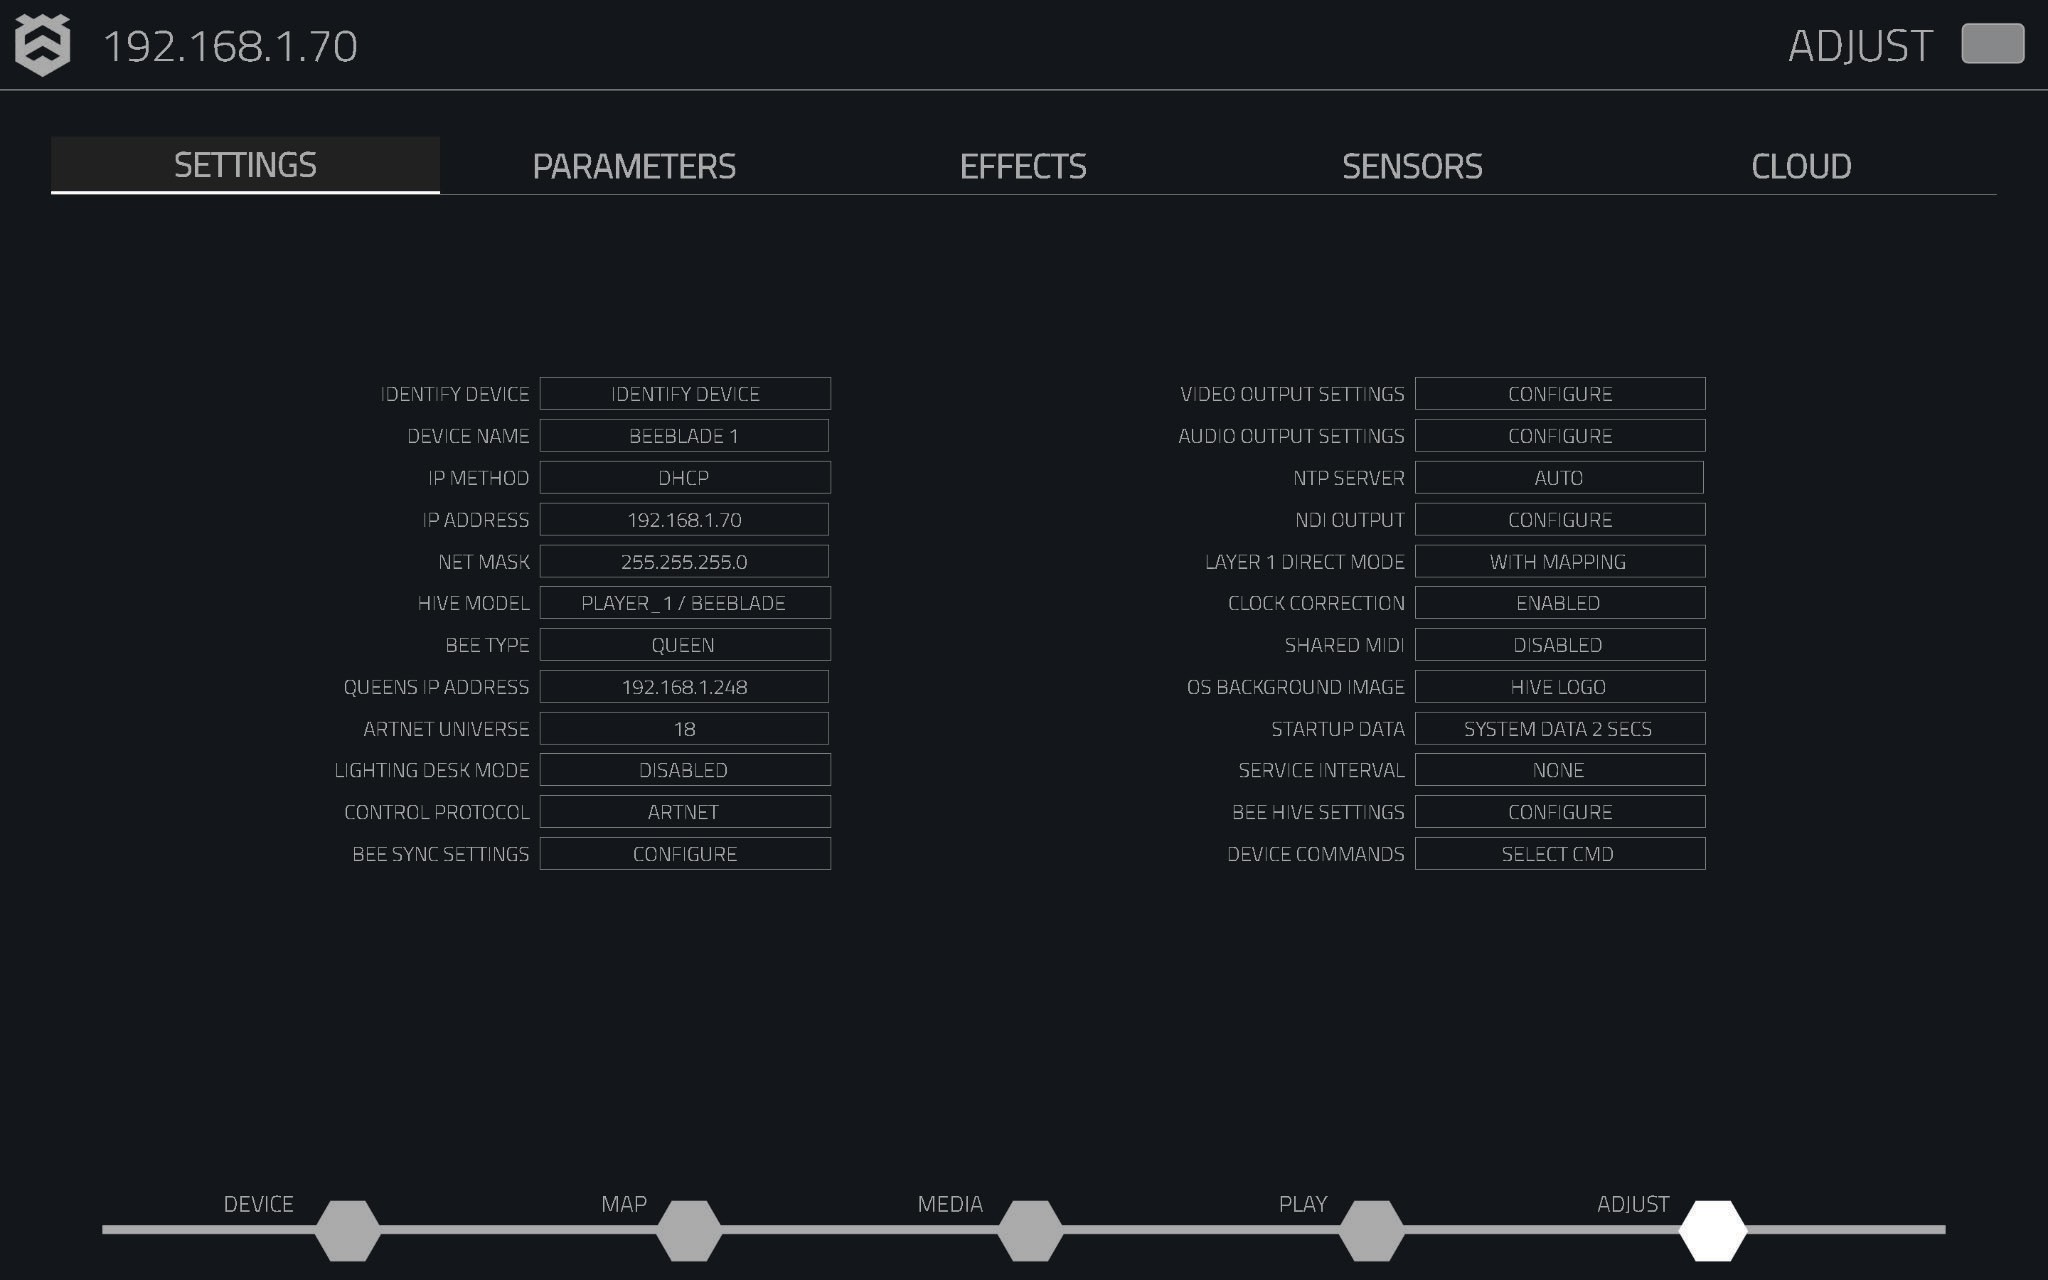 192.168.1.70
ADJUST
SETTINGS PARAMETERS EFFECTS SENSORS CLOUD
IDENTIFY DEVICE IDENTIFY DEVICE
DEVICE NAME BEEBLADE 1
IP METHOD DHCP
IP ADDRESS 192.168.1.70
NET MASK 255.255.255.0
HIVE MODEL PLAYER_1 / BEEBLADE
BEE TYPE QUEEN
QUEENS IP ADDRESS 192.168.1.248
ARTNET UNIVERSE 18
LIGHTING DESK MODE DISABLED
CONTROL PROTOCOL ARTNET
BEE SYNC SETTINGS CONFIGURE
VIDEO OUTPUT SETTINGS CONFIGURE
AUDIO OUTPUT SETTINGS CONFIGURE
NTP SERVER AUTO
NDI OUTPUT CONFIGURE
LAYER 1 DIRECT MODE WITH MAPPING
CLOCK CORRECTION ENABLED
SHARED MIDI DISABLED
OS BACKGROUND IMAGE HIVE LOGO
STARTUP DATA SYSTEM DATA 2 SECS
SERVICE INTERVAL NONE
BEE HIVE SETTINGS CONFIGURE
DEVICE COMMANDS SELECT CMD
DEVICE MAP MEDIA PLAY ADJUST